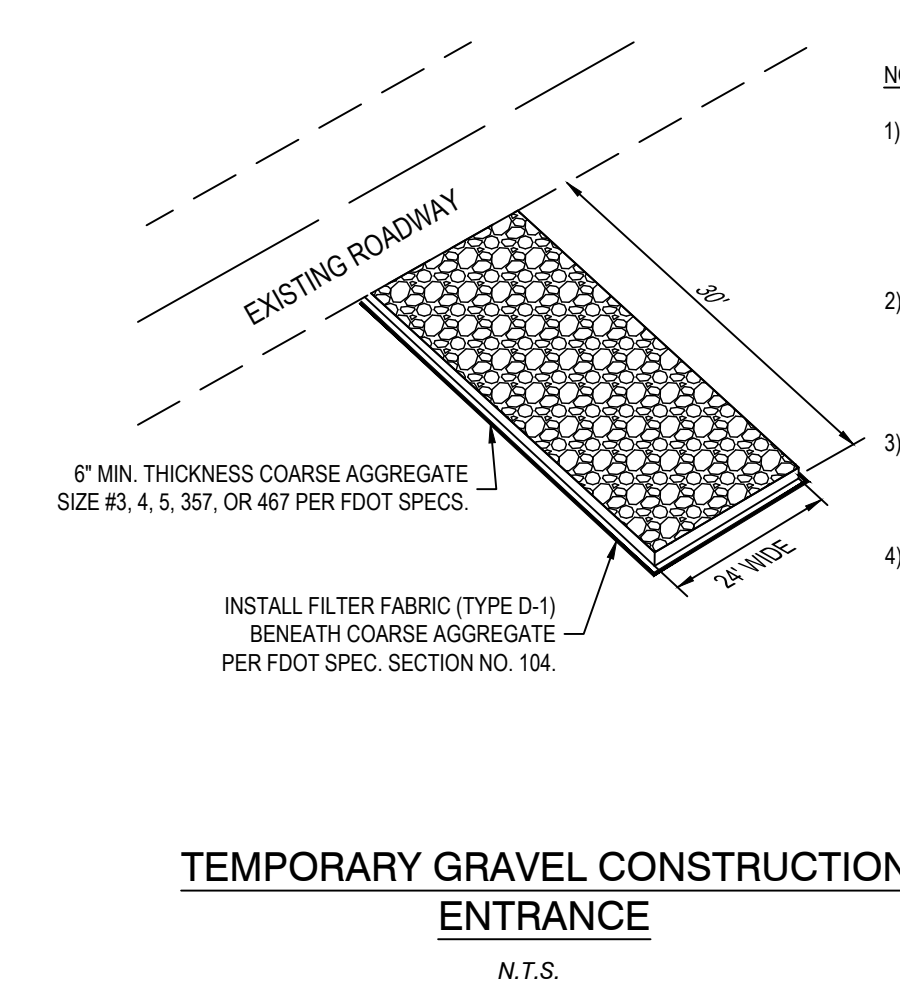 EXISTING ROADWAY
30'
24' WIDE
6" MIN. THICKNESS COARSE AGGREGATE
SIZE #3, 4, 5, 357, OR 467 PER FDOT SPECS.
INSTALL FILTER FABRIC (TYPE D-1)
BENEATH COARSE AGGREGATE
PER FDOT SPEC. SECTION NO. 104.
1)
2)
3)
4)
TEMPORARY GRAVEL CONSTRUCTION
ENTRANCE
N.T.S.